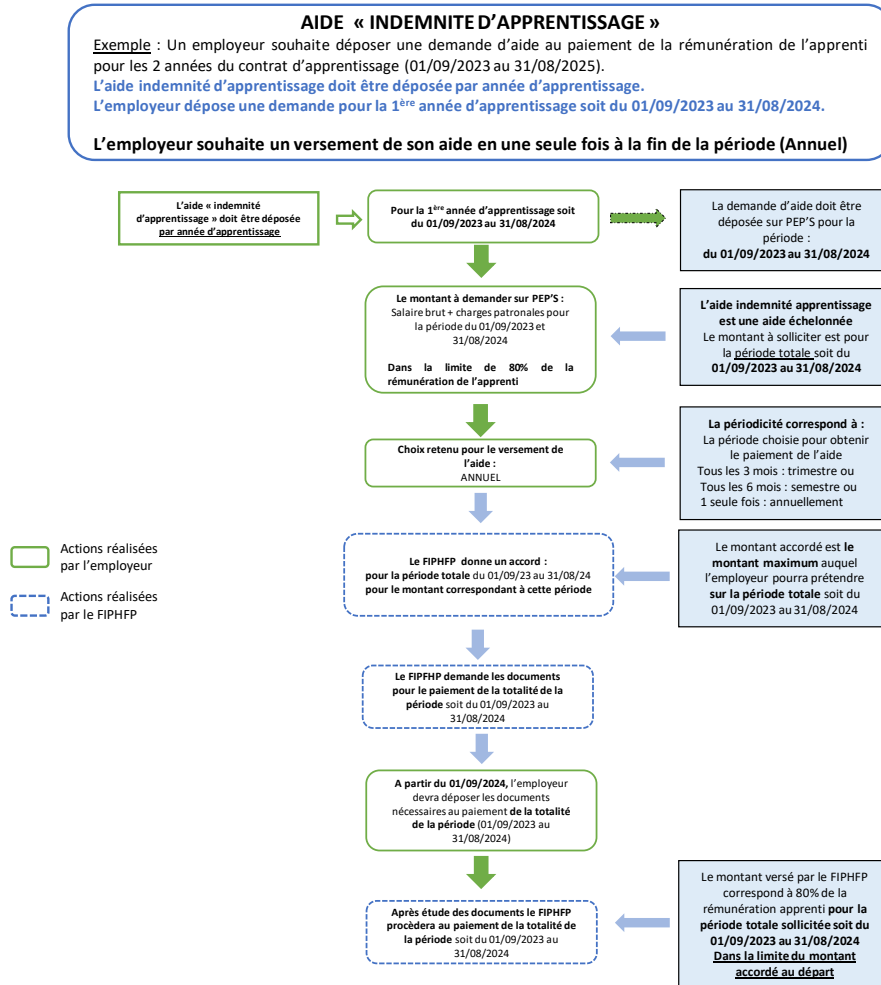 AIDE « INDEMNITE D'APPRENTISSAGE »
Exemple : Un employeur souhaite déposer une demande d'aide au paiement de la rémunération de l'apprenti
pour les 2 années du contrat d'apprentissage (01/09/2023 au 31/08/2025).
L'aide indemnité d'apprentissage doit être déposée par année d'apprentissage.
L'employeur dépose une demande pour la 1ère année d'apprentissage soit du 01/09/2023 au 31/08/2024.
L'employeur souhaite un versement de son aide en une seule fois à la fin de la période (Annuel)
L'aide « indemnité
d'apprentissage » doit être déposée
par année d'apprentissage
Pour la 1ère année d'apprentissage soit
du 01/09/2023 au 31/08/2024
La demande d'aide doit être
déposée sur PEP'S pour la
période :
du 01/09/2023 au 31/08/2024
Le montant à demander sur PEP'S :
Salaire brut + charges patronales pour
la période du 01/09/2023 et
31/08/2024
Dans la limite de 80% de la
rémunération de l'apprenti
L'aide indemnité apprentissage
est une aide échelonnée
Le montant à solliciter est pour
la période totale soit du
01/09/2023 au 31/08/2024
Choix retenu pour le versement de
l'aide :
ANNUEL
La périodicité correspond à :
La période choisie pour obtenir
le paiement de l'aide
Tous les 3 mois : trimestre ou
Tous les 6 mois : semestre ou
1 seule fois : annuellement
Actions réalisées
par l'employeur
Actions réalisées
par le FIPHFP
Le FIPHFP donne un accord :
pour la période totale du 01/09/23 au 31/08/24
pour le montant correspondant à cette période
Le montant accordé est le
montant maximum auquel
l'employeur pourra prétendre
sur la période totale soit du
01/09/2023 au 31/08/2024
Le FIPFHP demande les documents
pour le paiement de la totalité de la
période soit du 01/09/2023 au
31/08/2024
A partir du 01/09/2024, l'employeur
devra déposer les documents
nécessaires au paiement de la totalité
de la période (01/09/2023 au
31/08/2024)
Après étude des documents le FIPHFP
procèdera au paiement de la totalité de
la période soit du 01/09/2023 au
31/08/2024
Le montant versé par le FIPHFP
correspond à 80% de la
rémunération apprenti pour la
période totale sollicitée soit du
01/09/2023 au 31/08/2024
Dans la limite du montant
accordé au départ